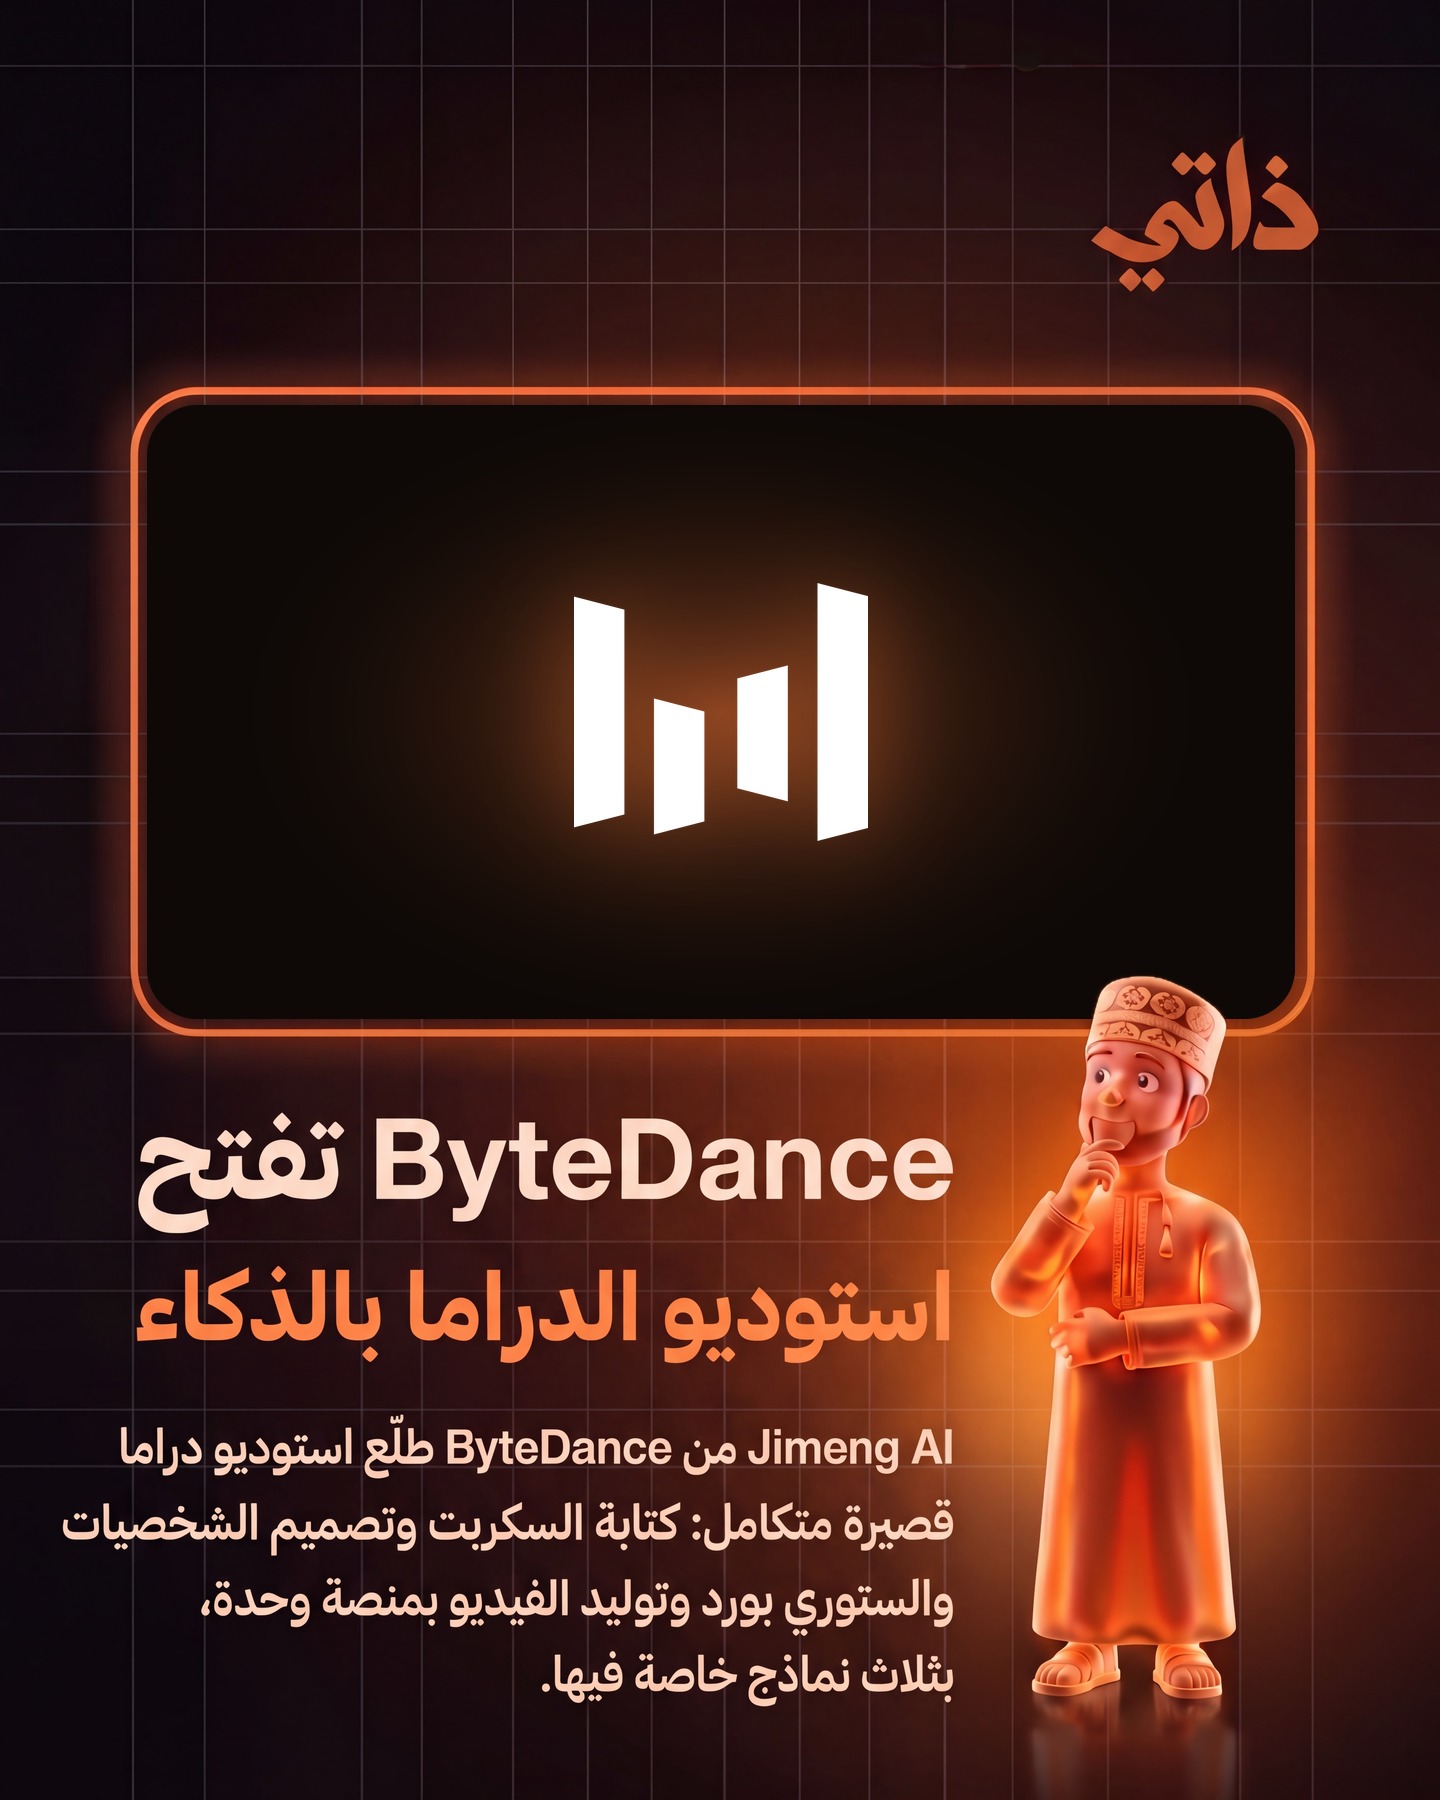 ذاتي
ByteDance تفتح
استوديو الدراما بالذكاء
Jimeng AI من ByteDance طلّع استوديو دراما
قصيرة متكامل: كتابة السكربت وتصميم الشخصيات
والستوري بورد وتوليد الفيديو بمنصة وحدة،
بثلاث نماذج خاصة فيها.